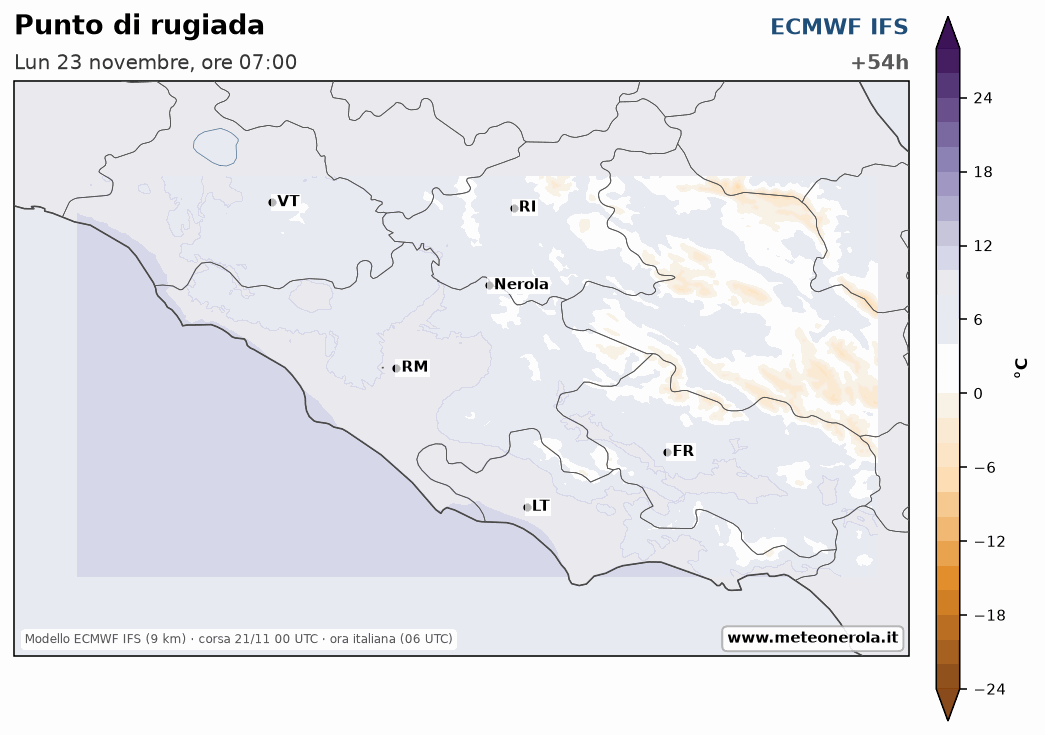 Punto di rugiada
ECMWF IFS
Lun 23 novembre, ore 07:00
+54h
VT
RI
Nerola
RM
FR
LT
24
18
12
6
0
−6
−12
−18
−24
°C
Modello ECMWF IFS (9 km) · corsa 21/11 00 UTC · ora italiana (06 UTC)
www.meteonerola.it